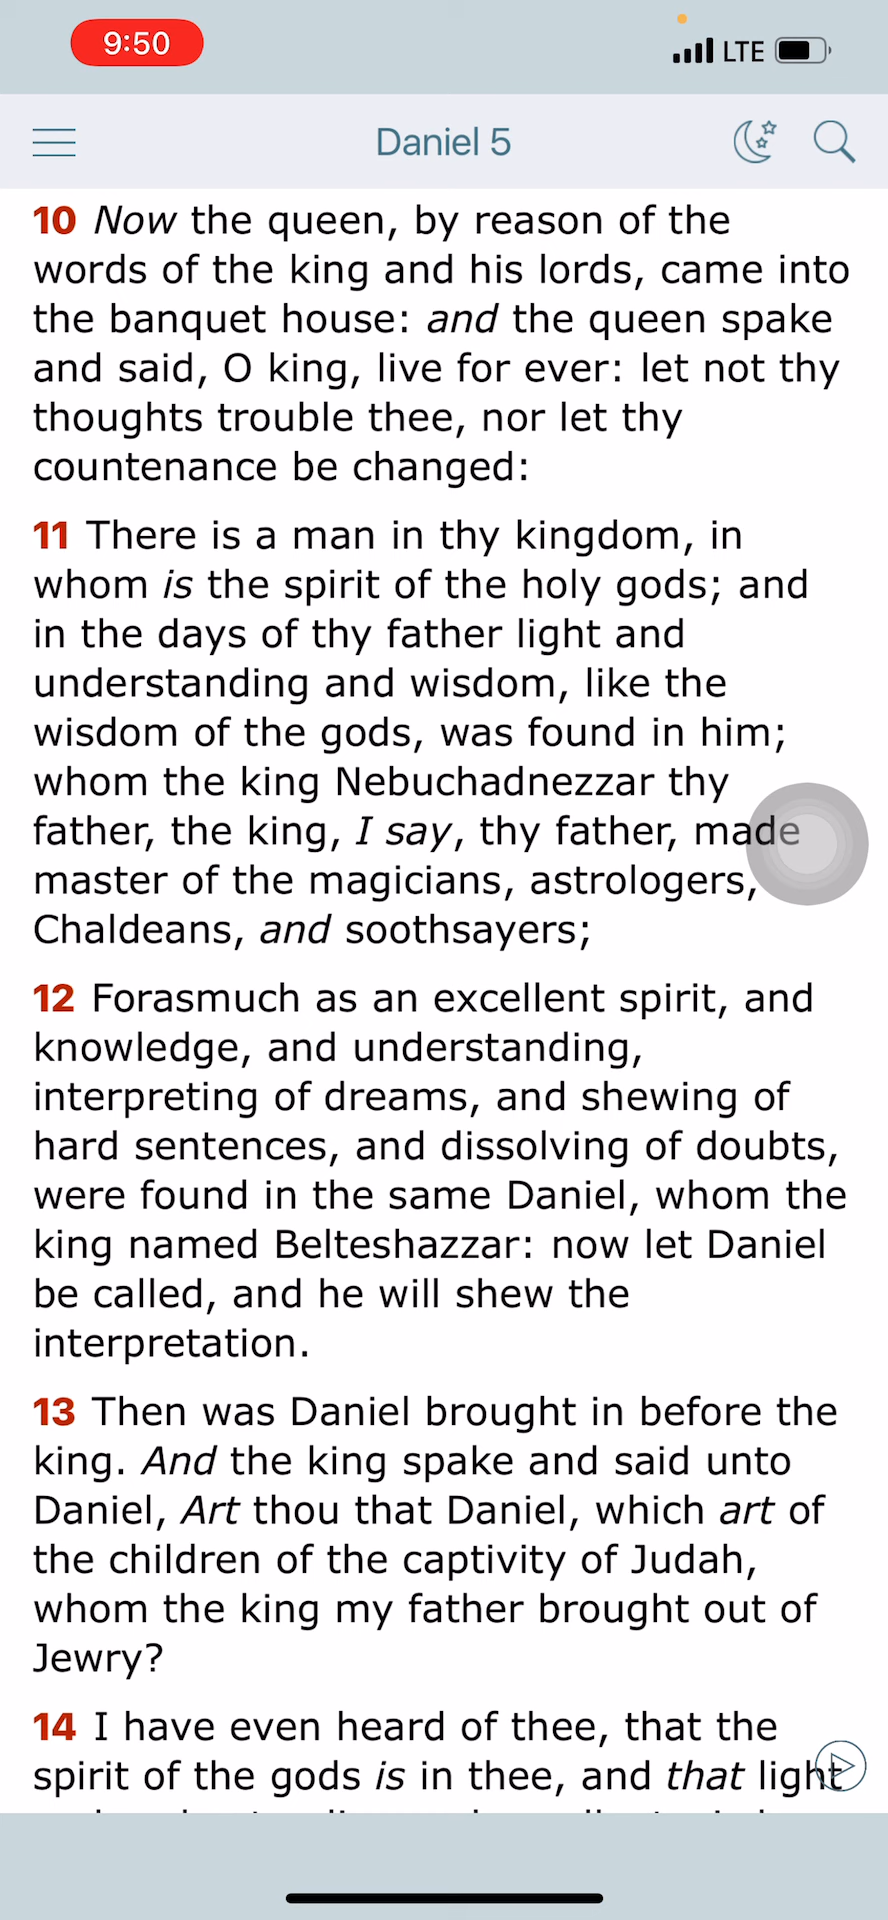 9:50
LTE
Daniel 5
10 Now the queen, by reason of the
words of the king and his lords, came into
the banquet house: and the queen spake
and said, O king, live for ever: let not thy
thoughts trouble thee, nor let thy
countenance be changed:
11 There is a man in thy kingdom, in
whom is the spirit of the holy gods; and
in the days of thy father light and
understanding and wisdom, like the
wisdom of the gods, was found in him;
whom the king Nebuchadnezzar thy
father, the king, I say, thy father, made
master of the magicians, astrologers,
Chaldeans, and soothsayers;
12 Forasmuch as an excellent spirit, and
knowledge, and understanding,
interpreting of dreams, and shewing of
hard sentences, and dissolving of doubts,
were found in the same Daniel, whom the
king named Belteshazzar: now let Daniel
be called, and he will shew the
interpretation.
13 Then was Daniel brought in before the
king. And the king spake and said unto
Daniel, Art thou that Daniel, which art of
the children of the captivity of Judah,
whom the king my father brought out of
Jewry?
14 I have even heard of thee, that the
spirit of the gods is in thee, and that light